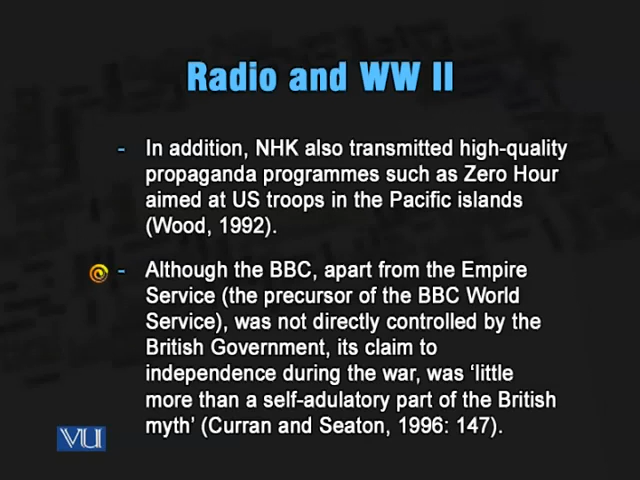 Radio and WW II
- In addition, NHK also transmitted high-quality
propaganda programmes such as Zero Hour
aimed at US troops in the Pacific islands
(Wood, 1992).
- Although the BBC, apart from the Empire
Service (the precursor of the BBC World
Service), was not directly controlled by the
British Government, its claim to
independence during the war, was ‘little
more than a self-adulatory part of the British
myth’ (Curran and Seaton, 1996: 147).
VU